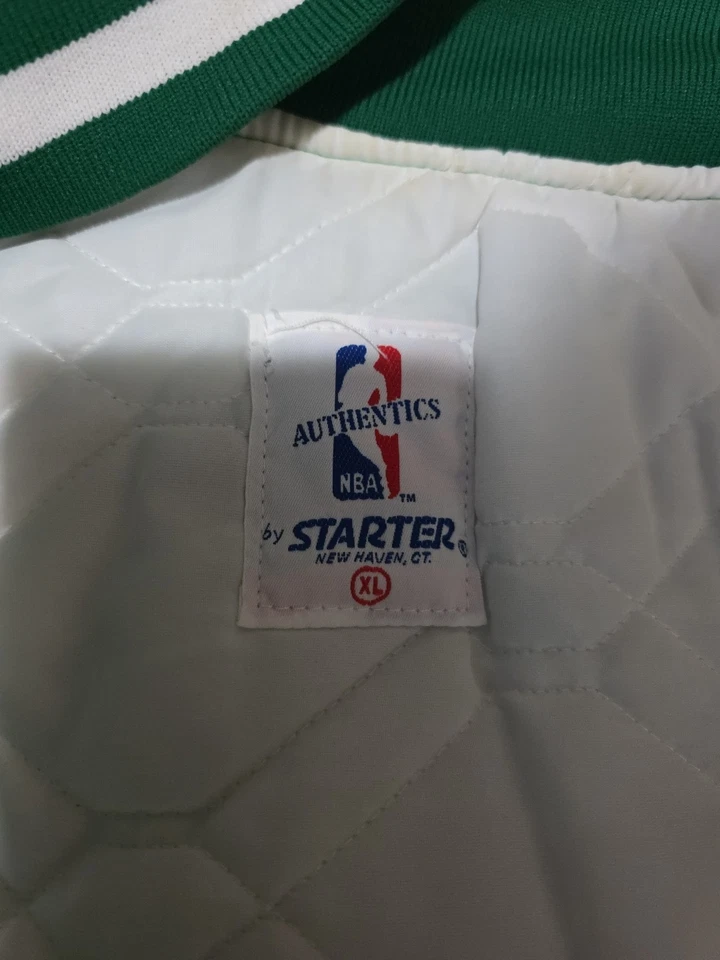 AUTHENTICS
NBA
TM
by STARTER®
NEW HAVEN, CT.
XL